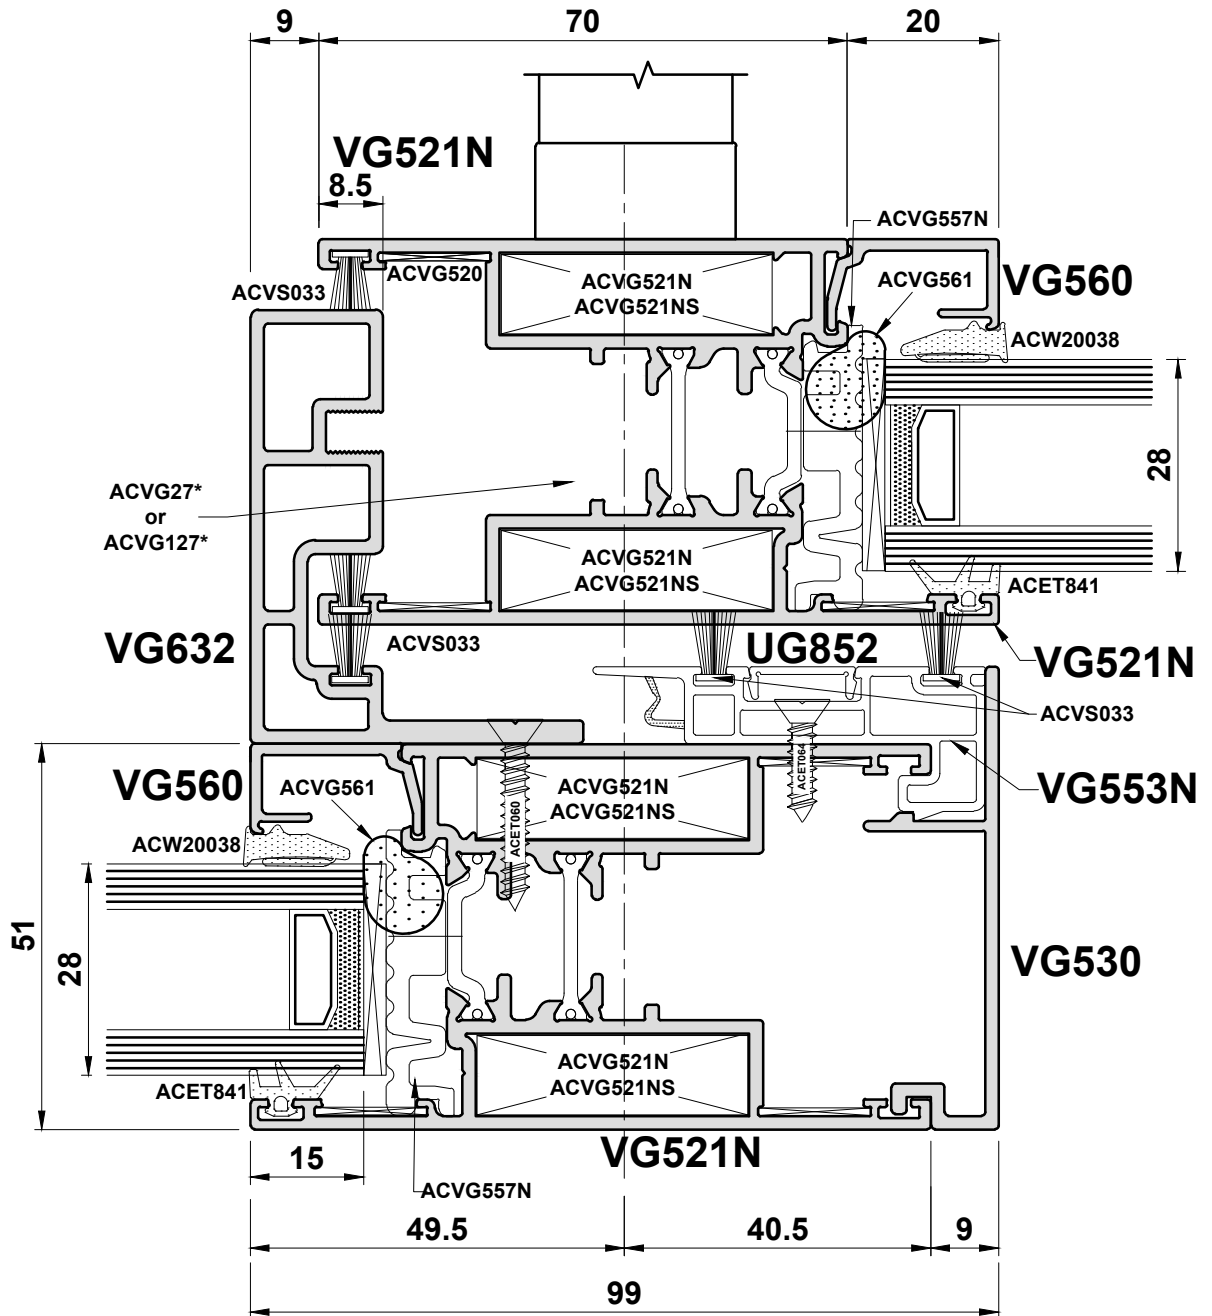 9
70
20
VG521N
8.5
ACVG557N
ACVG520
ACVG521N
ACVG521NS
ACVG561
VG560
ACVS033
ACW20038
28
ACVG27*
or
ACVG127*
ACVG521N
ACVG521NS
ACET841
VG632
ACVS033
UG852
VG521N
ACVS033
VG560
ACVG561
ACVG521N
ACVG521NS
ACET060
ACET064
VG553N
ACW20038
51
28
VG530
ACVG521N
ACVG521NS
ACET841
VG521N
15
ACVG557N
49.5
40.5
9
99